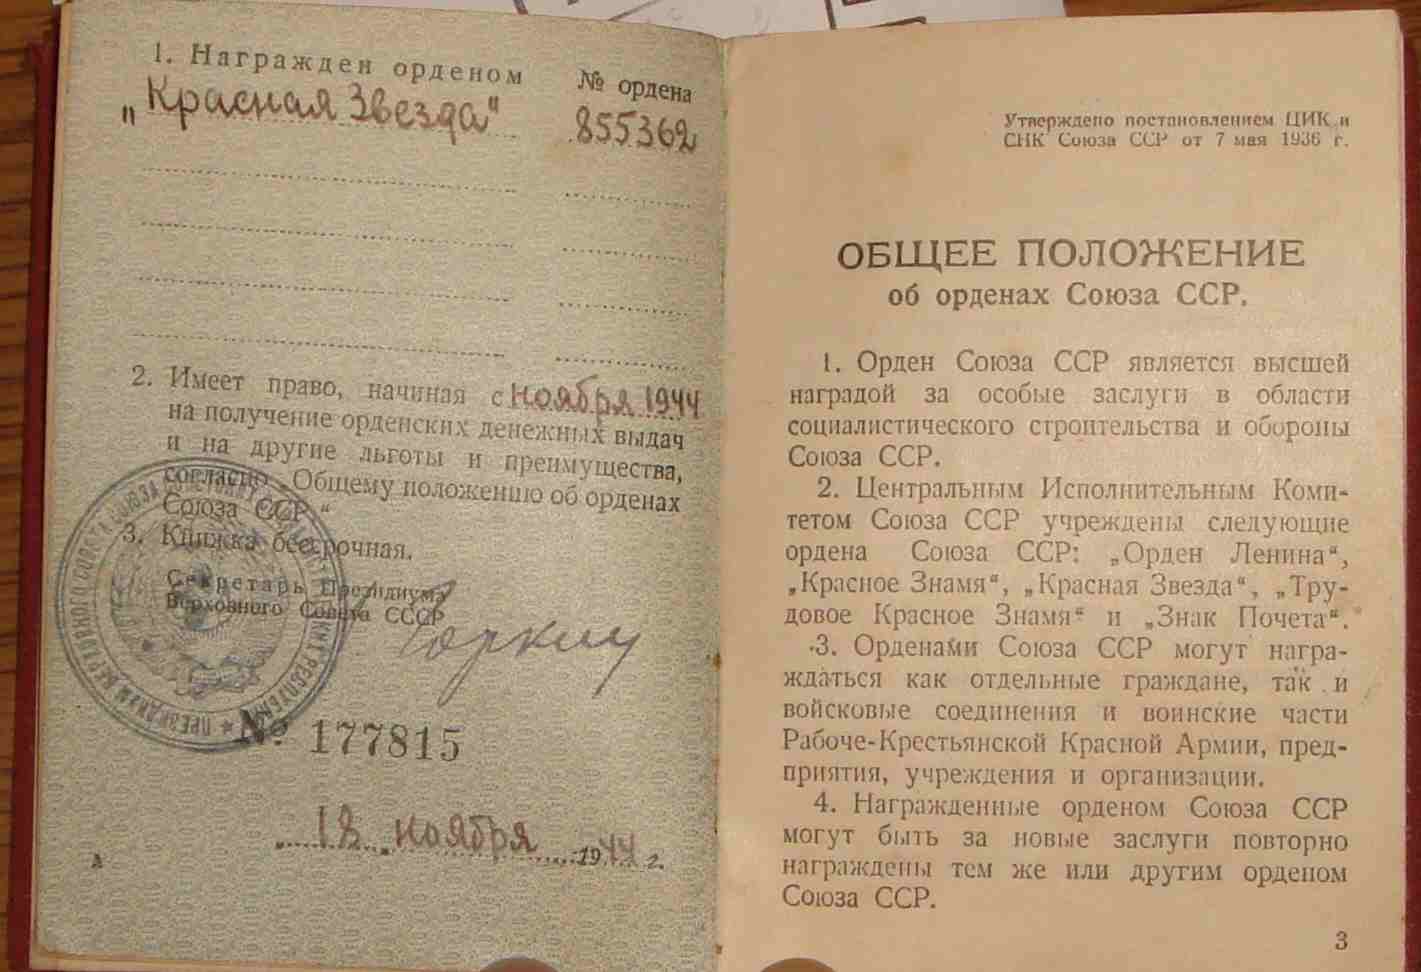 1. Награжден орденом
№ ордена
„Красная Звезда“
855362
2. Имеет право, начиная с ноября 1944
на получение орденских денежных выдач
и на другие льготы и преимущества,
согласно „Общему положению об орденах
Союза ССР“
3. Книжка бессрочная.
Секретарь Президиума
Верховного Совета СССР
Горкин
№ 177815
„18„ ноября 1944 г.
Утверждено постановлением ЦИК и
СНК Союза ССР от 7 мая 1936 г.
ОБЩЕЕ ПОЛОЖЕНИЕ
об орденах Союза ССР.
1. Орден Союза ССР является высшей
наградой за особые заслуги в области
социалистического строительства и обороны
Союза ССР.
2. Центральным Исполнительным Коми-
тетом Союза ССР учреждены следующие
ордена Союза ССР: „Орден Ленина“,
„Красное Знамя“, „Красная Звезда“, „Тру-
довое Красное Знамя“ и „Знак Почета“.
3. Орденами Союза ССР могут награ-
ждаться как отдельные граждане, так и
войсковые соединения и воинские части
Рабоче-Крестьянской Красной Армии, пред-
приятия, учреждения и организации.
4. Награжденные орденом Союза ССР
могут быть за новые заслуги повторно
награждены тем же или другим орденом
Союза ССР.
3